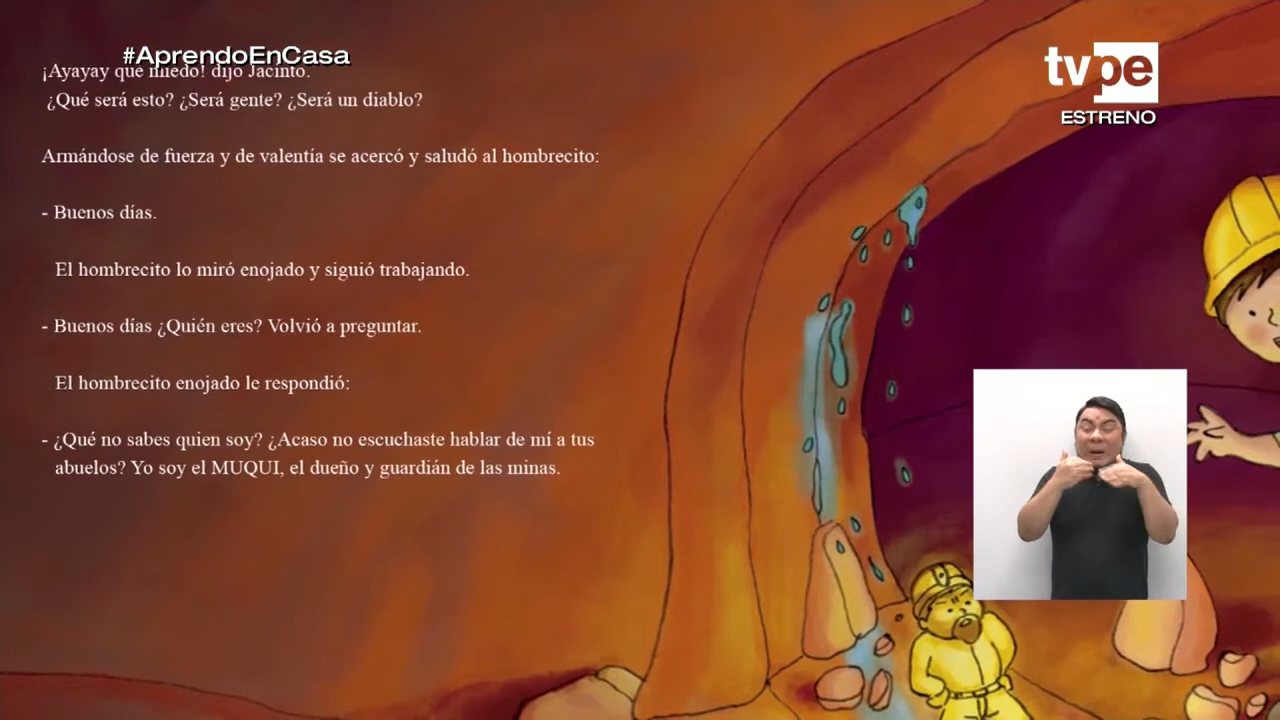 #AprendoEnCasa
tvpe
ESTRENO
¡Ayayay qué miedo! dijo Jacinto.
¿Qué será esto? ¿Será gente? ¿Será un diablo?
Armándose de fuerza y de valentía se acercó y saludó al hombrecito:
- Buenos días.
El hombrecito lo miró enojado y siguió trabajando.
- Buenos días ¿Quién eres? Volvió a preguntar.
El hombrecito enojado le respondió:
- ¿Qué no sabes quien soy? ¿Acaso no escuchaste hablar de mí a tus
abuelos? Yo soy el MUQUI, el dueño y guardián de las minas.